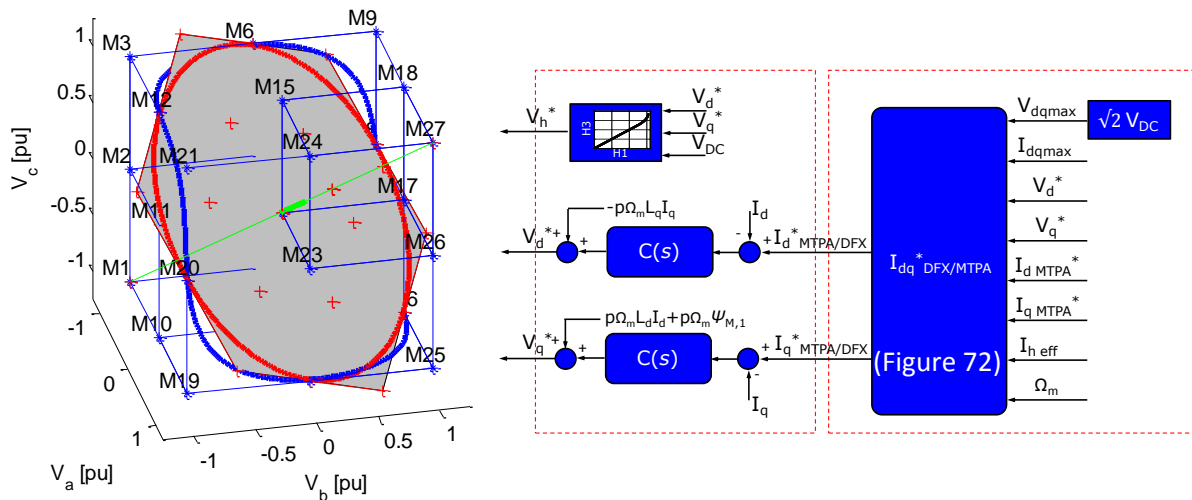 M9
M6
1
M3
M18
0.5
M15
M12
M27
M24
0
M2
M21
M17
-0.5
M11
M26
M23
-1
M1
M20
6
M10
M25
M19
-1
0
1
-1
-0.5
0
0.5
1
V_c [pu]
V_a [pu]
V_b [pu]
V_h^*
H3
H1
V_d^*
V_q^*
V_DC
-pΩ_m L_q I_q
I_d
V_d^*+
+
C(s)
-
+ I_d^* MTPA/DFX
pΩ_m L_d I_d+pΩ_m Ψ_M,1
V_q^*+
+
C(s)
+ I_q^* MTPA/DFX
-
I_q
I_dq^* DFX/MTPA
(Figure 72)
V_dqmax
√2 V_DC
I_dqmax
V_d^*
V_q^*
I_d MTPA^*
I_q MTPA^*
I_h eff
Ω_m